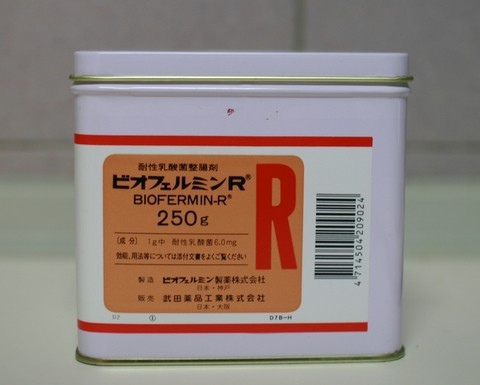 耐性乳酸菌整腸剤
ビオフェルミンR®
BIOFERMIN-R®
250g
R
[成分] 1g中 耐性乳酸菌6.0mg
効能、用法等については添付文書をよくご覧ください
製造 ビオフェルミン製薬株式会社
日本・神戸
販売 武田薬品工業株式会社
日本・大阪
D2 ① D7B-H
4714504209024